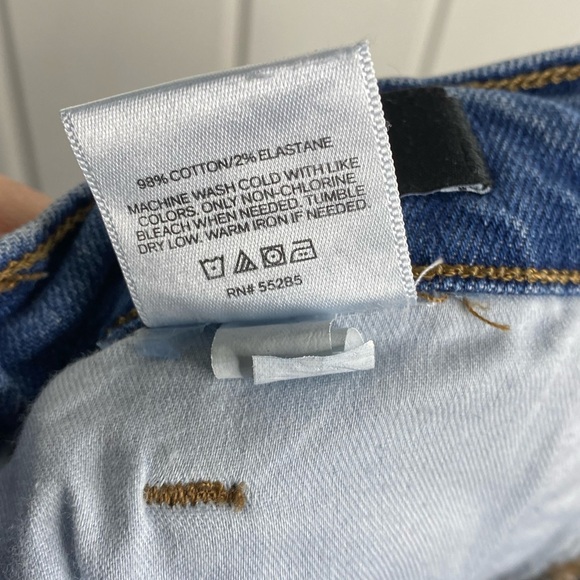 98% COTTON/2% ELASTANE
MACHINE WASH COLD WITH LIKE
COLORS. ONLY NON-CHLORINE
BLEACH WHEN NEEDED. TUMBLE
DRY LOW. WARM IRON IF NEEDED.
RN# 55285